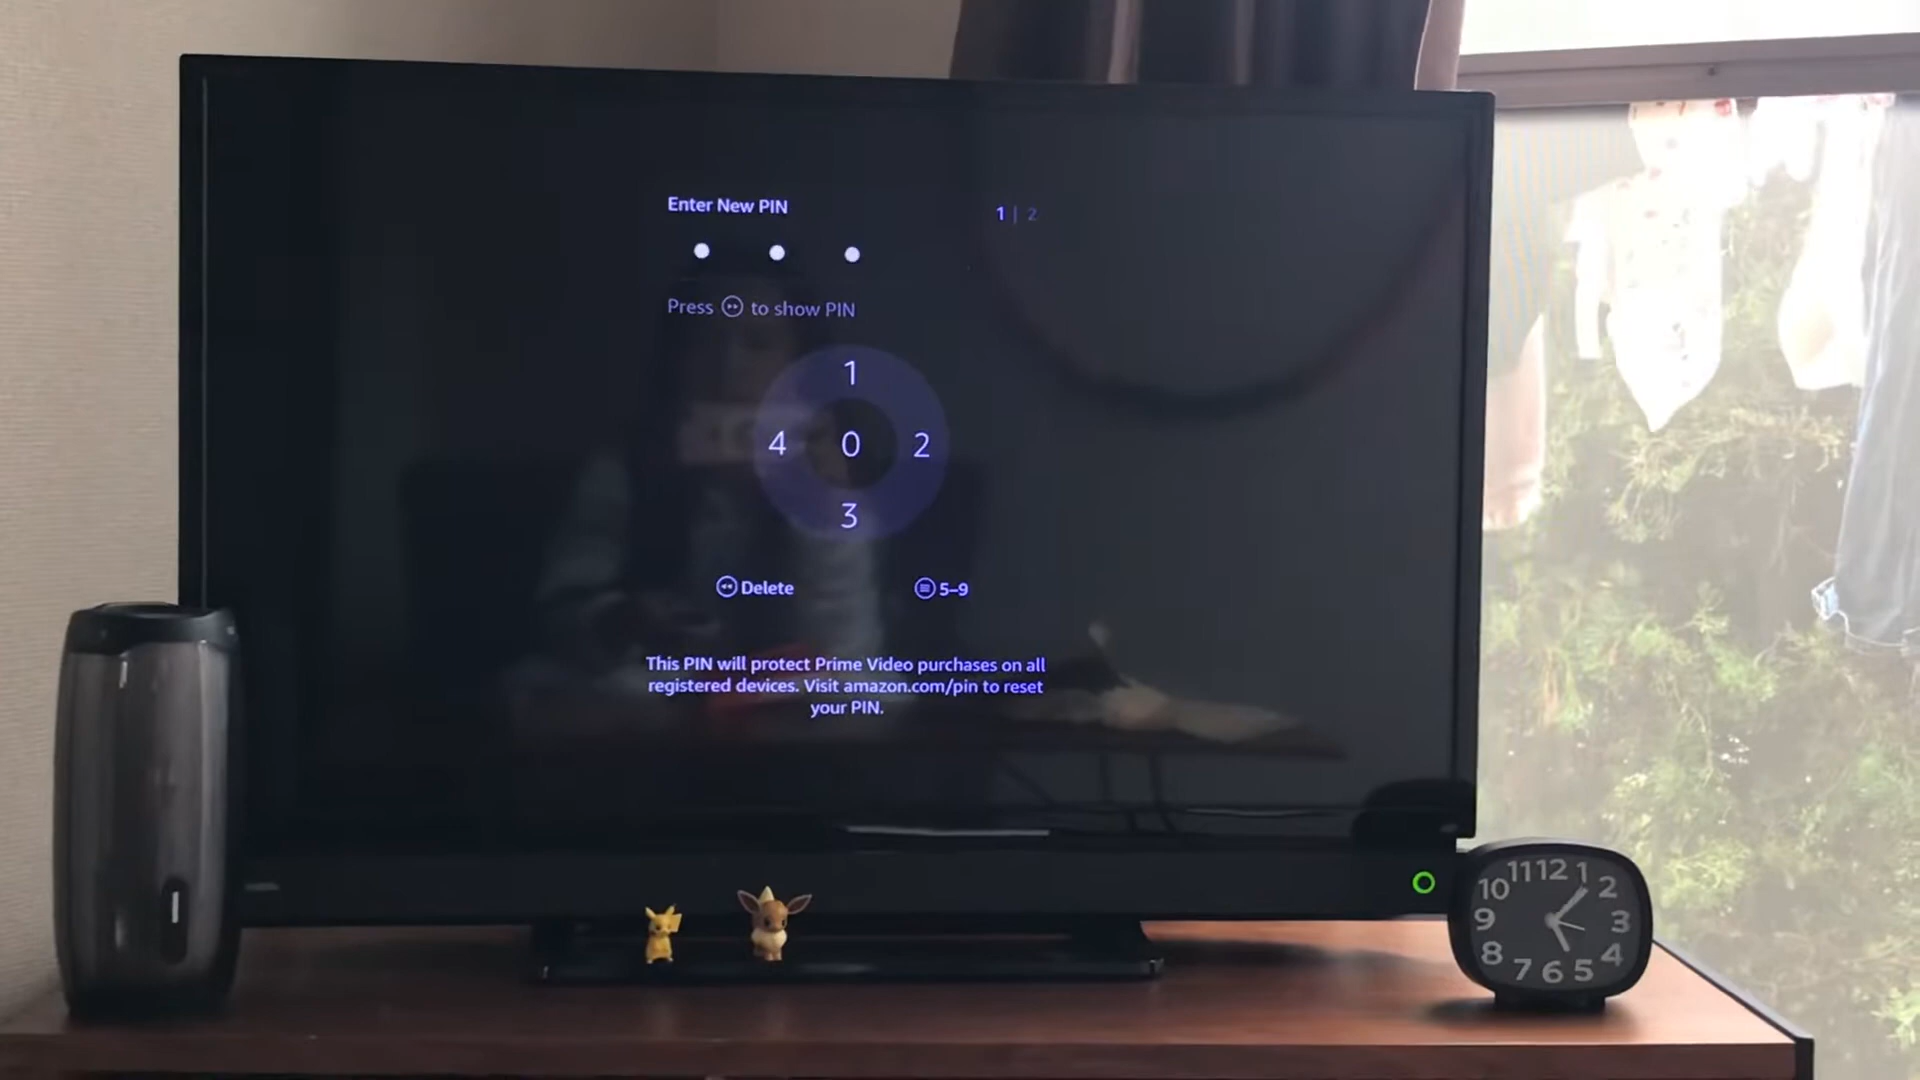 Enter New PIN
1 | 2
Press to show PIN
1
4 0 2
3
Delete
5–9
This PIN will protect Prime Video purchases on all
registered devices. Visit amazon.com/pin to reset
your PIN.
11 12 1
10 2
9 3
8 4
7 6 5